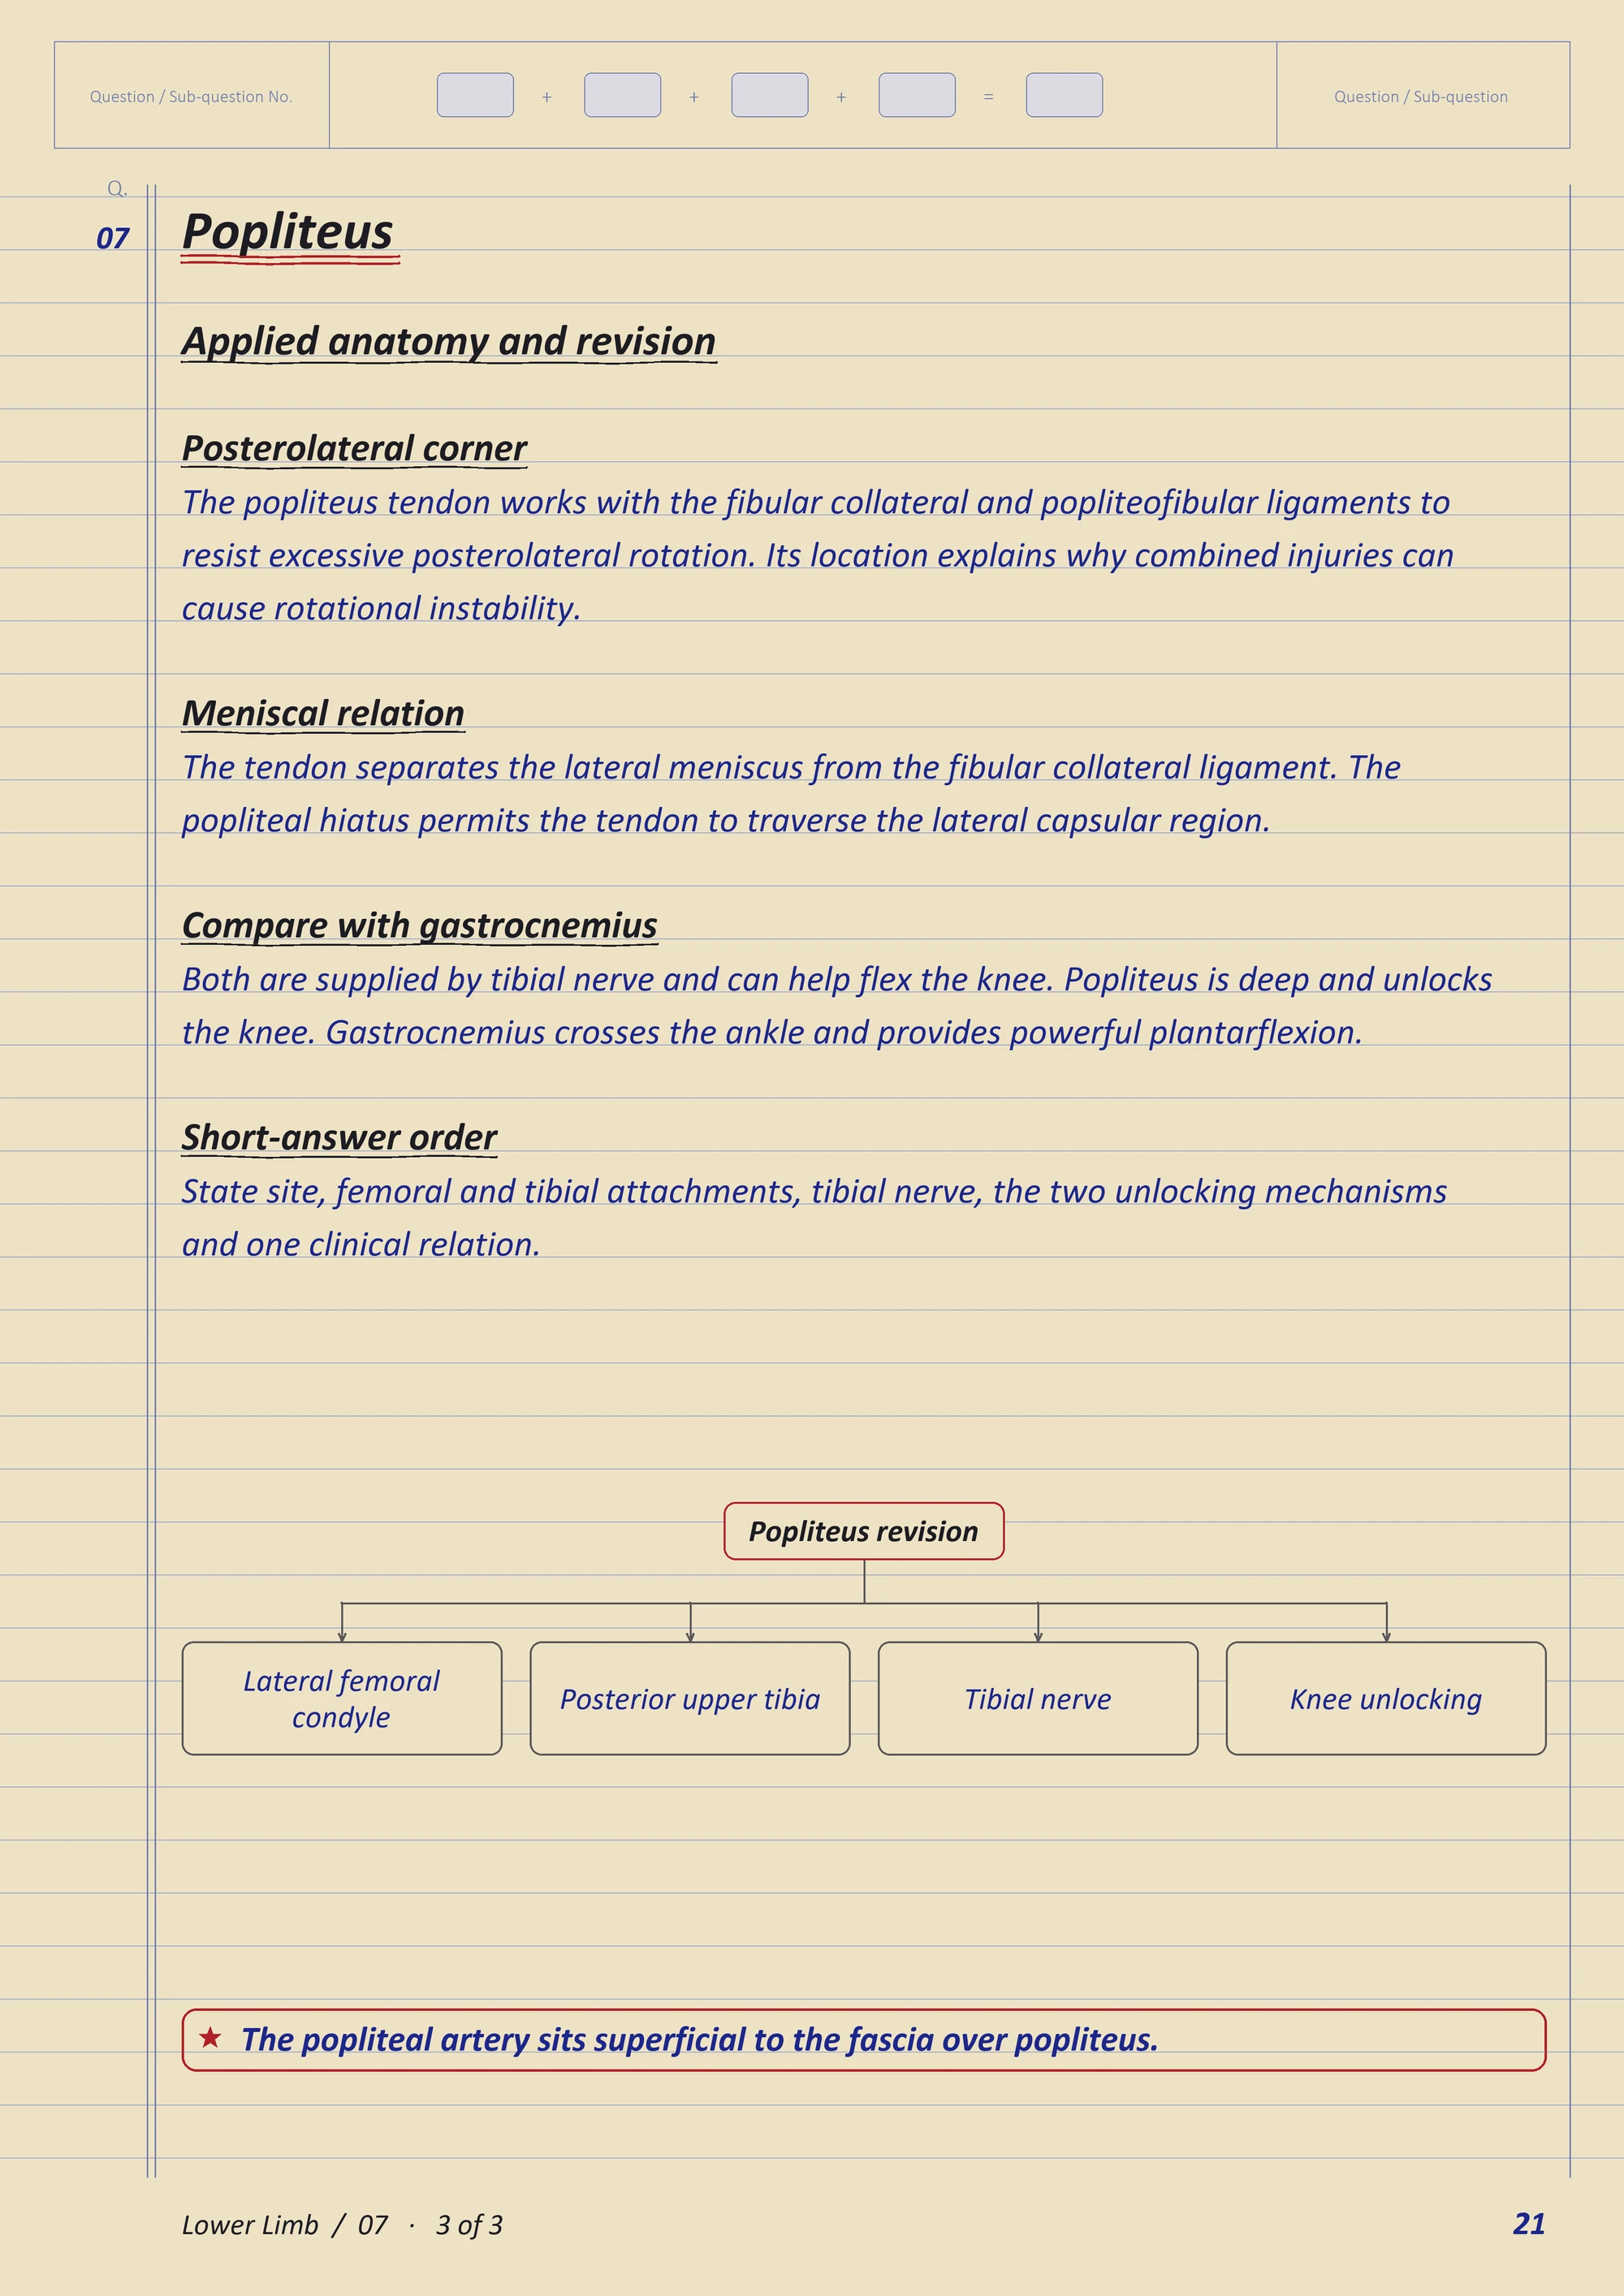 Question / Sub-question No.
+ + + =
Question / Sub-question
Q.
07
Popliteus
Applied anatomy and revision
Posterolateral corner
The popliteus tendon works with the fibular collateral and popliteofibular ligaments to
resist excessive posterolateral rotation. Its location explains why combined injuries can
cause rotational instability.
Meniscal relation
The tendon separates the lateral meniscus from the fibular collateral ligament. The
popliteal hiatus permits the tendon to traverse the lateral capsular region.
Compare with gastrocnemius
Both are supplied by tibial nerve and can help flex the knee. Popliteus is deep and unlocks
the knee. Gastrocnemius crosses the ankle and provides powerful plantarflexion.
Short-answer order
State site, femoral and tibial attachments, tibial nerve, the two unlocking mechanisms
and one clinical relation.
Popliteus revision
Lateral femoral
condyle
Posterior upper tibia
Tibial nerve
Knee unlocking
★ The popliteal artery sits superficial to the fascia over popliteus.
Lower Limb / 07 · 3 of 3
21